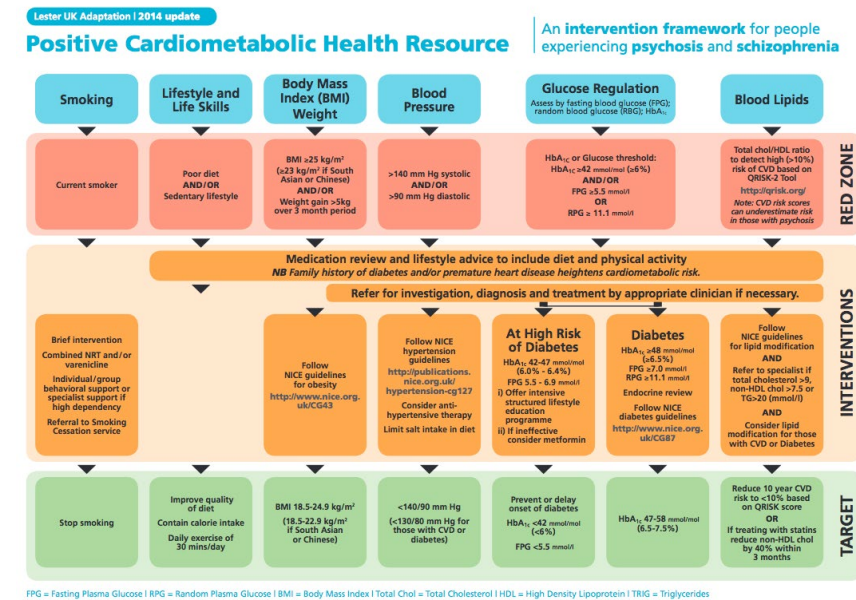 Lester UK Adaptation | 2014 update
Positive Cardiometabolic Health Resource
An intervention framework for people
experiencing psychosis and schizophrenia
Smoking
Lifestyle and
Life Skills
Body Mass
Index (BMI)
Weight
Blood
Pressure
Glucose Regulation
Assess by fasting blood glucose (FPG);
random blood glucose (RBG); HbA1c
Blood Lipids
Current smoker
Poor diet
AND/OR
Sedentary lifestyle
BMI ≥25 kg/m²
(≥23 kg/m² if South
Asian or Chinese)
AND/OR
Weight gain >5kg
over 3 month period
>140 mm Hg systolic
AND/OR
>90 mm Hg diastolic
HbA1C or Glucose threshold:
HbA1C ≥42 mmol/mol (≥6%)
AND/OR
FPG ≥5.5 mmol/l
OR
RPG ≥ 11.1 mmol/l
Total chol/HDL ratio
to detect high (>10%)
risk of CVD based on
QRISK-2 Tool
http://qrisk.org/
Note: CVD risk scores
can underestimate risk
in those with psychosis
RED ZONE
Medication review and lifestyle advice to include diet and physical activity
NB Family history of diabetes and/or premature heart disease heightens cardiometabolic risk.
Refer for investigation, diagnosis and treatment by appropriate clinician if necessary.
Brief intervention
Combined NRT and/or
varenicline
Individual/group
behavioral support or
specialist support if
high dependency
Referral to Smoking
Cessation service
Follow
NICE guidelines
for obesity
http://www.nice.org.
uk/CG43
Follow NICE
hypertension
guidelines
http://publications.
nice.org.uk/
hypertension-cg127
Consider anti-
hypertensive therapy
Limit salt intake in diet
At High Risk
of Diabetes
HbA1C 42-47 mmol/mol
(6.0% - 6.4%)
FPG 5.5 - 6.9 mmol/l
i) Offer intensive
structured lifestyle
education
programme
ii) If ineffective
consider metformin
Diabetes
HbA1C ≥48 mmol/mol
(≥6.5%)
FPG ≥7.0 mmol/l
RPG ≥11.1 mmol/l
Endocrine review
Follow NICE
diabetes guidelines
http://www.nice.org.
uk/CG87
Follow
NICE guidelines
for lipid modification
AND
Refer to specialist if
total cholesterol >9,
non-HDL chol >7.5 or
TG>20 (mmol/l)
AND
Consider lipid
modification for those
with CVD or Diabetes
INTERVENTIONS
Stop smoking
Improve quality
of diet
Contain calorie intake
Daily exercise of
30 mins/day
BMI 18.5-24.9 kg/m²
(18.5-22.9 kg/m²
if South Asian
or Chinese)
<140/90 mm Hg
(<130/80 mm Hg for
those with CVD or
diabetes)
Prevent or delay
onset of diabetes
HbA1c <42 mmol/mol
(<6%)
FPG <5.5 mmol/l
HbA1c 47-58 mmol/mol
(6.5-7.5%)
Reduce 10 year CVD
risk to <10% based
on QRISK score
OR
If treating with statins
reduce non-HDL chol
by 40% within
3 months
TARGET
FPG = Fasting Plasma Glucose | RPG = Random Plasma Glucose | BMI = Body Mass Index | Total Chol = Total Cholesterol | HDL = High Density Lipoprotein | TRIG = Triglycerides